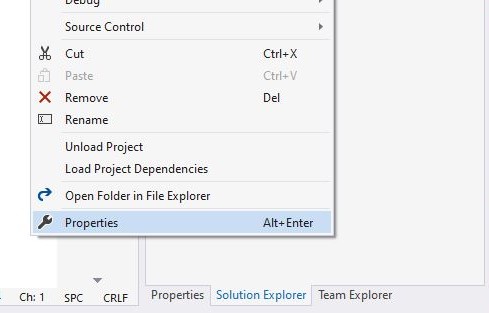 Debug
Source Control
Cut Ctrl+X
Paste Ctrl+V
Remove Del
Rename
Unload Project
Load Project Dependencies
Open Folder in File Explorer
Properties Alt+Enter
Ch: 1 SPC CRLF Properties Solution Explorer Team Explorer